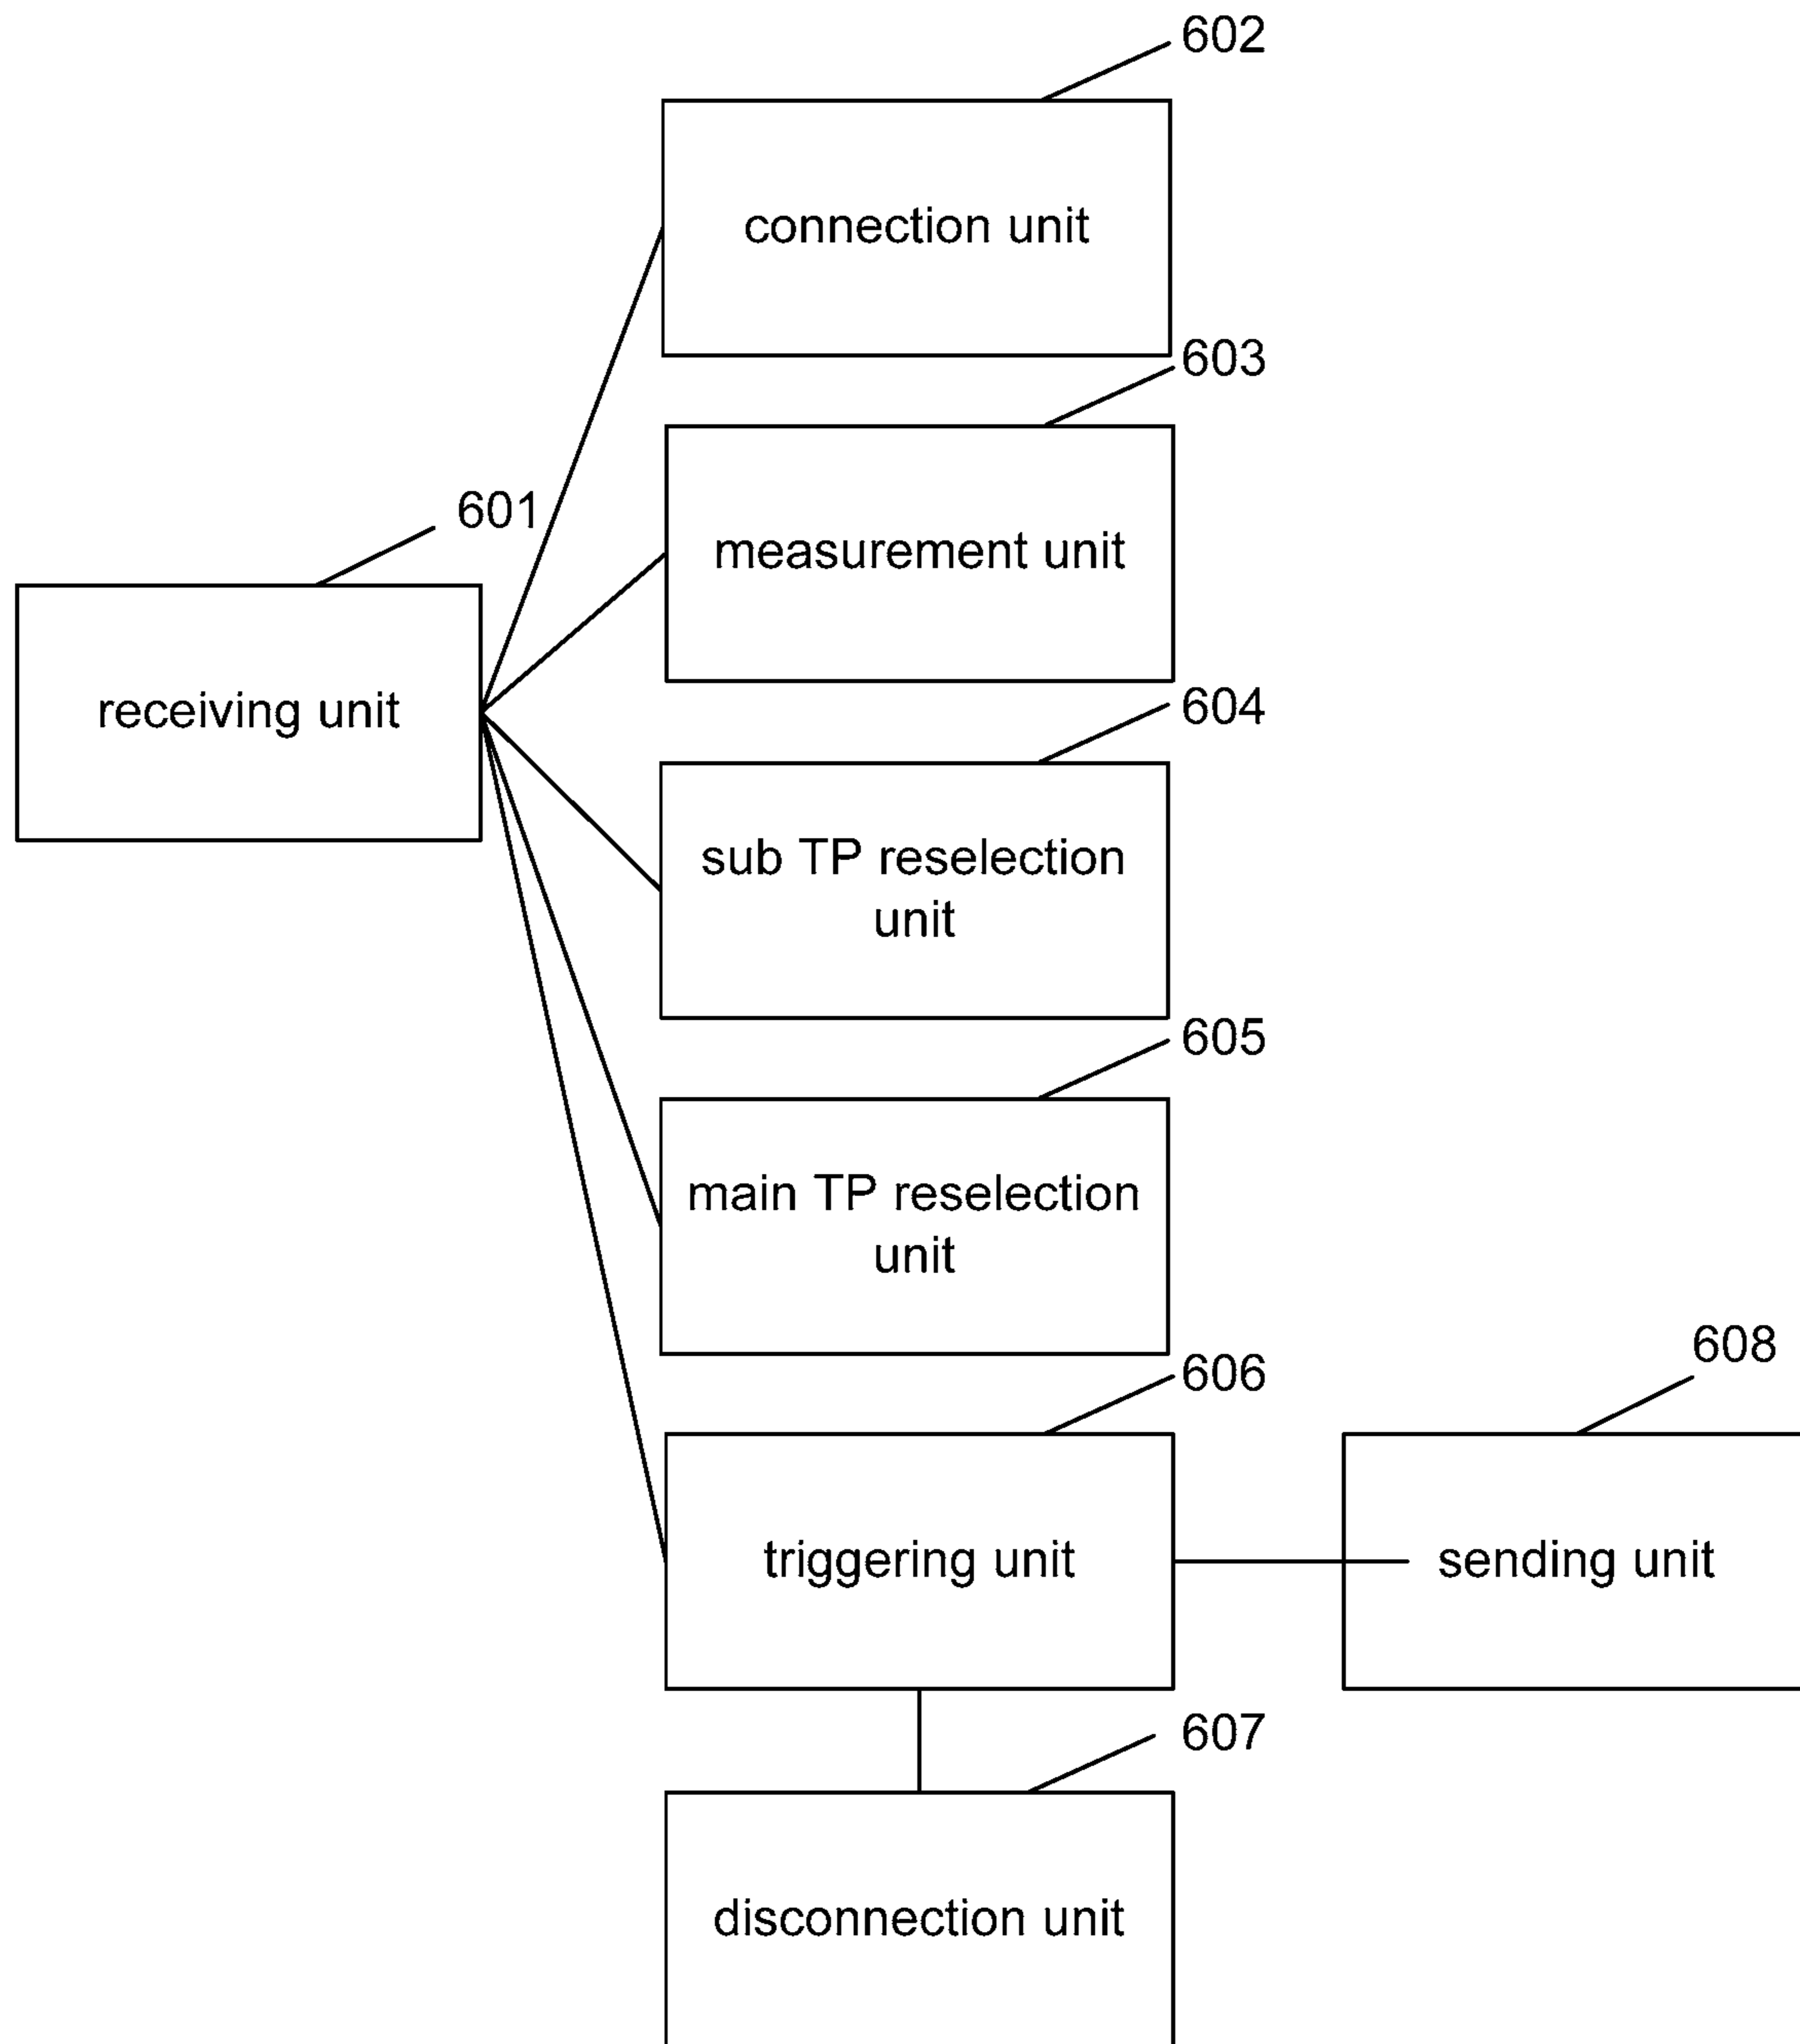 602
connection unit
603
measurement unit
601
receiving unit
604
sub TP reselection
unit
605
main TP reselection
unit
606
triggering unit
608
sending unit
607
disconnection unit